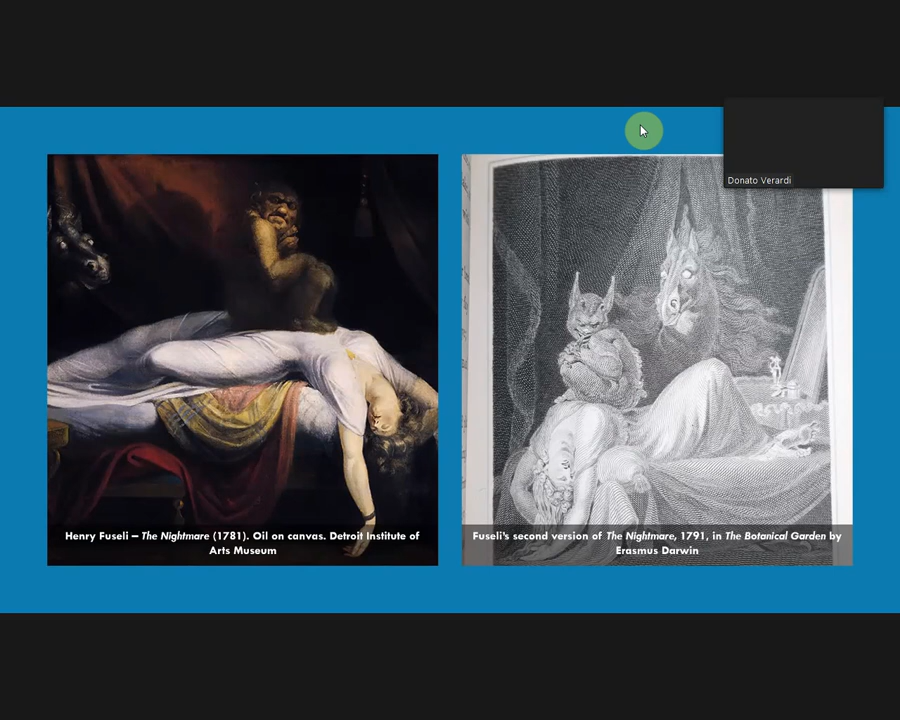 Donato Verardi
Henry Fuseli – The Nightmare (1781). Oil on canvas. Detroit Institute of
Arts Museum
Fuseli's second version of The Nightmare, 1791, in The Botanical Garden by
Erasmus Darwin